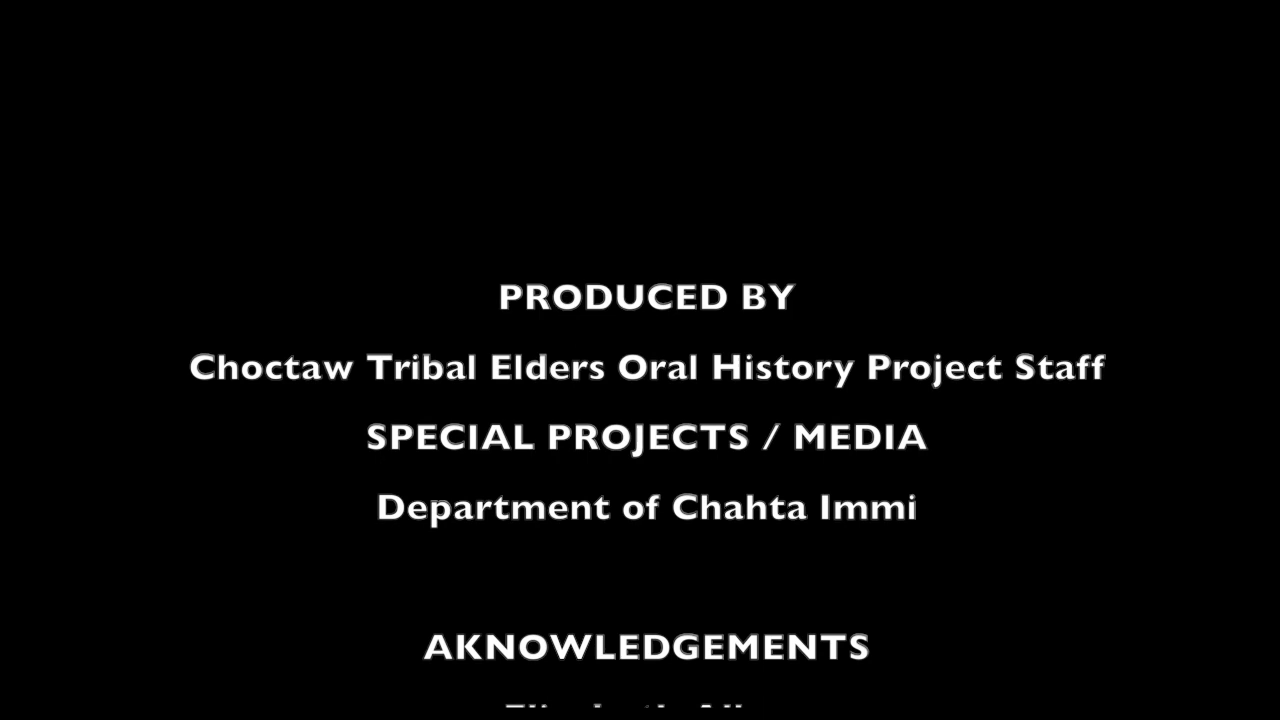 PRODUCED BY
Choctaw Tribal Elders Oral History Project Staff
SPECIAL PROJECTS / MEDIA
Department of Chahta Immi
AKNOWLEDGEMENTS